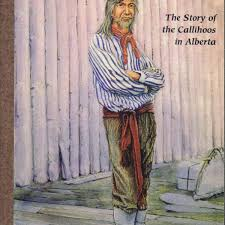 The Story of
the Callihoos
in Alberta